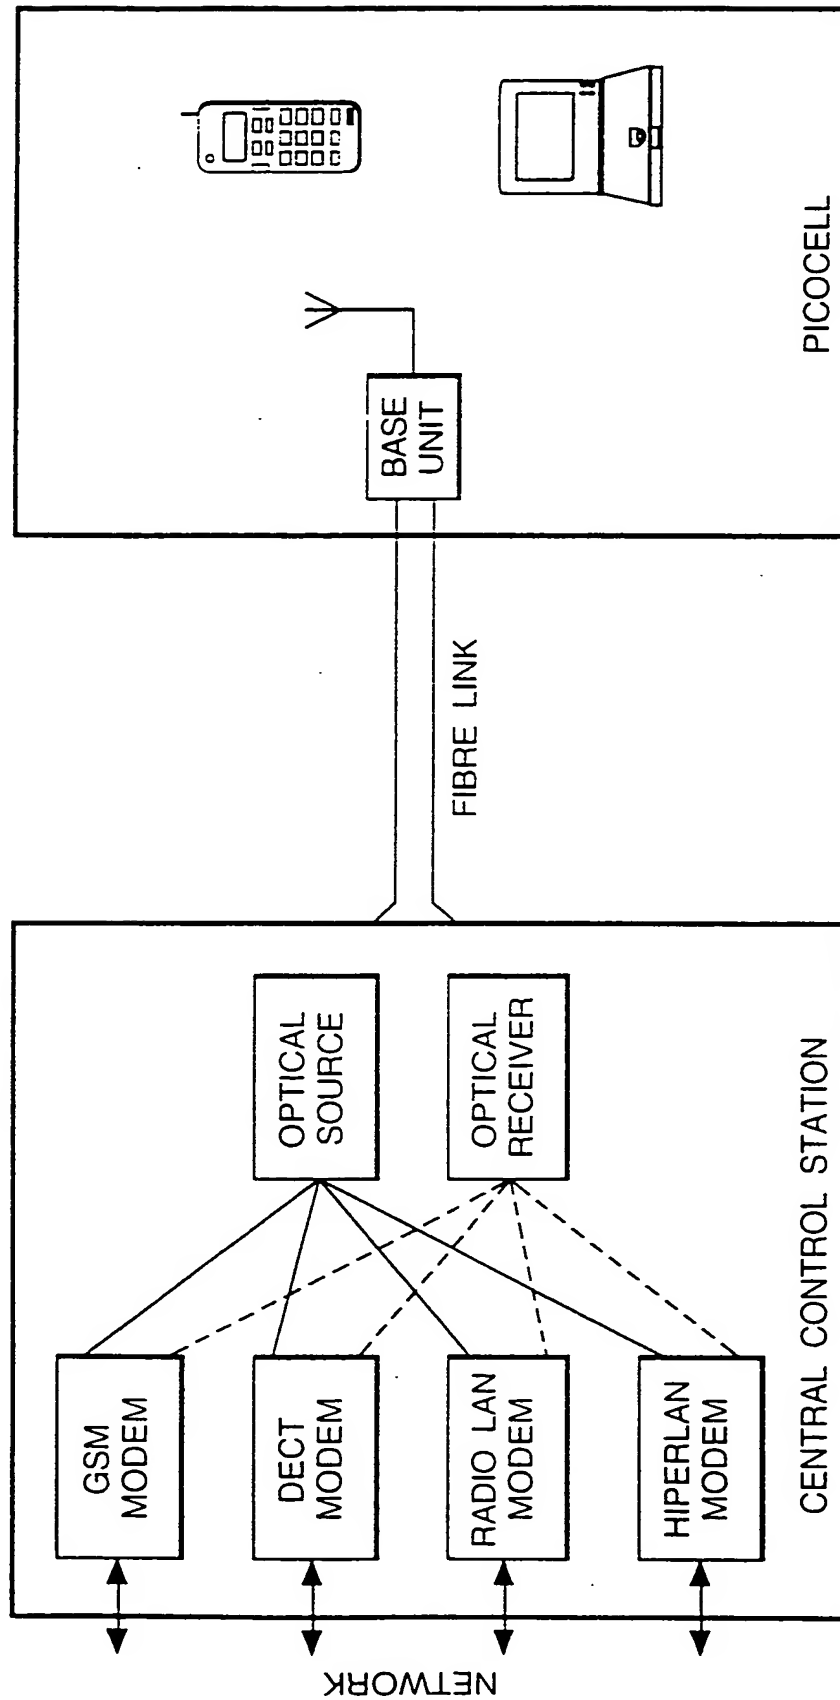 NETWORK
GSM
MODEM
DECT
MODEM
RADIO LAN
MODEM
HIPERLAN
MODEM
OPTICAL
SOURCE
OPTICAL
RECEIVER
CENTRAL CONTROL STATION
FIBRE LINK
BASE
UNIT
PICOCELL